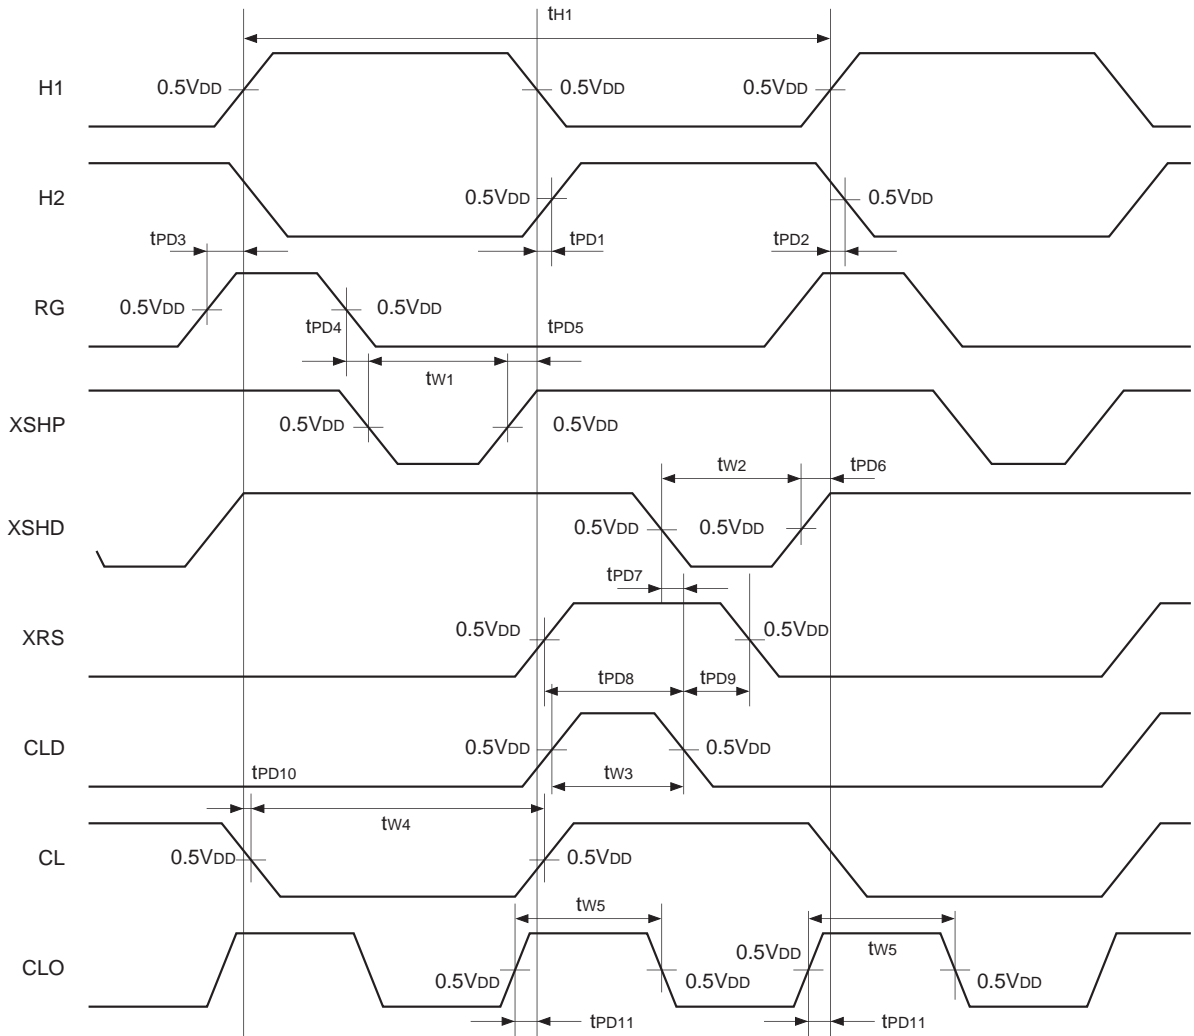 tH1
H1 0.5VDD 0.5VDD 0.5VDD
H2 0.5VDD 0.5VDD
tPD3 tPD1 tPD2
RG 0.5VDD 0.5VDD
tPD4 tPD5
tW1
XSHP 0.5VDD 0.5VDD
tW2 tPD6
XSHD 0.5VDD 0.5VDD
tPD7
XRS 0.5VDD 0.5VDD
tPD8 tPD9
CLD 0.5VDD 0.5VDD
tPD10 tW3
tW4
CL 0.5VDD 0.5VDD
tW5 tW5
CLO 0.5VDD 0.5VDD 0.5VDD 0.5VDD
tPD11 tPD11